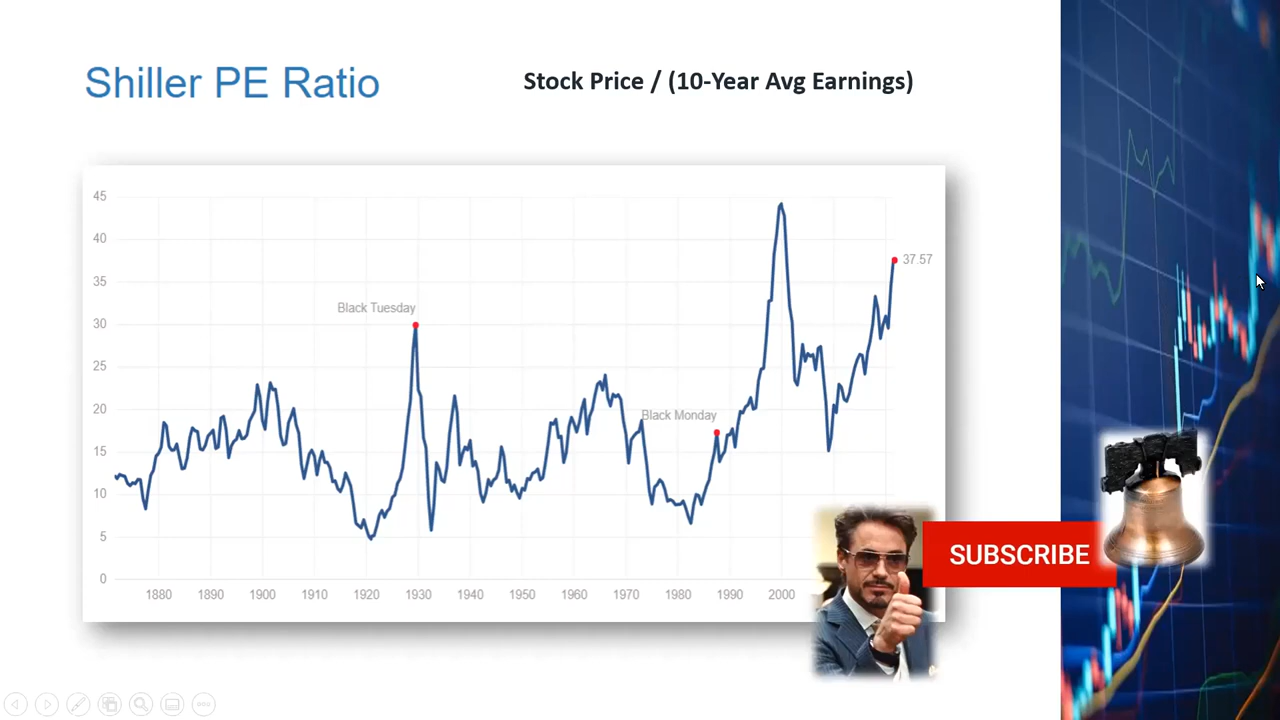 Shiller PE Ratio
Stock Price / (10-Year Avg Earnings)
45
40
37.57
35
Black Tuesday
30
25
20
Black Monday
15
10
5
0
1880 1890 1900 1910 1920 1930 1940 1950 1960 1970 1980 1990 2000
SUBSCRIBE